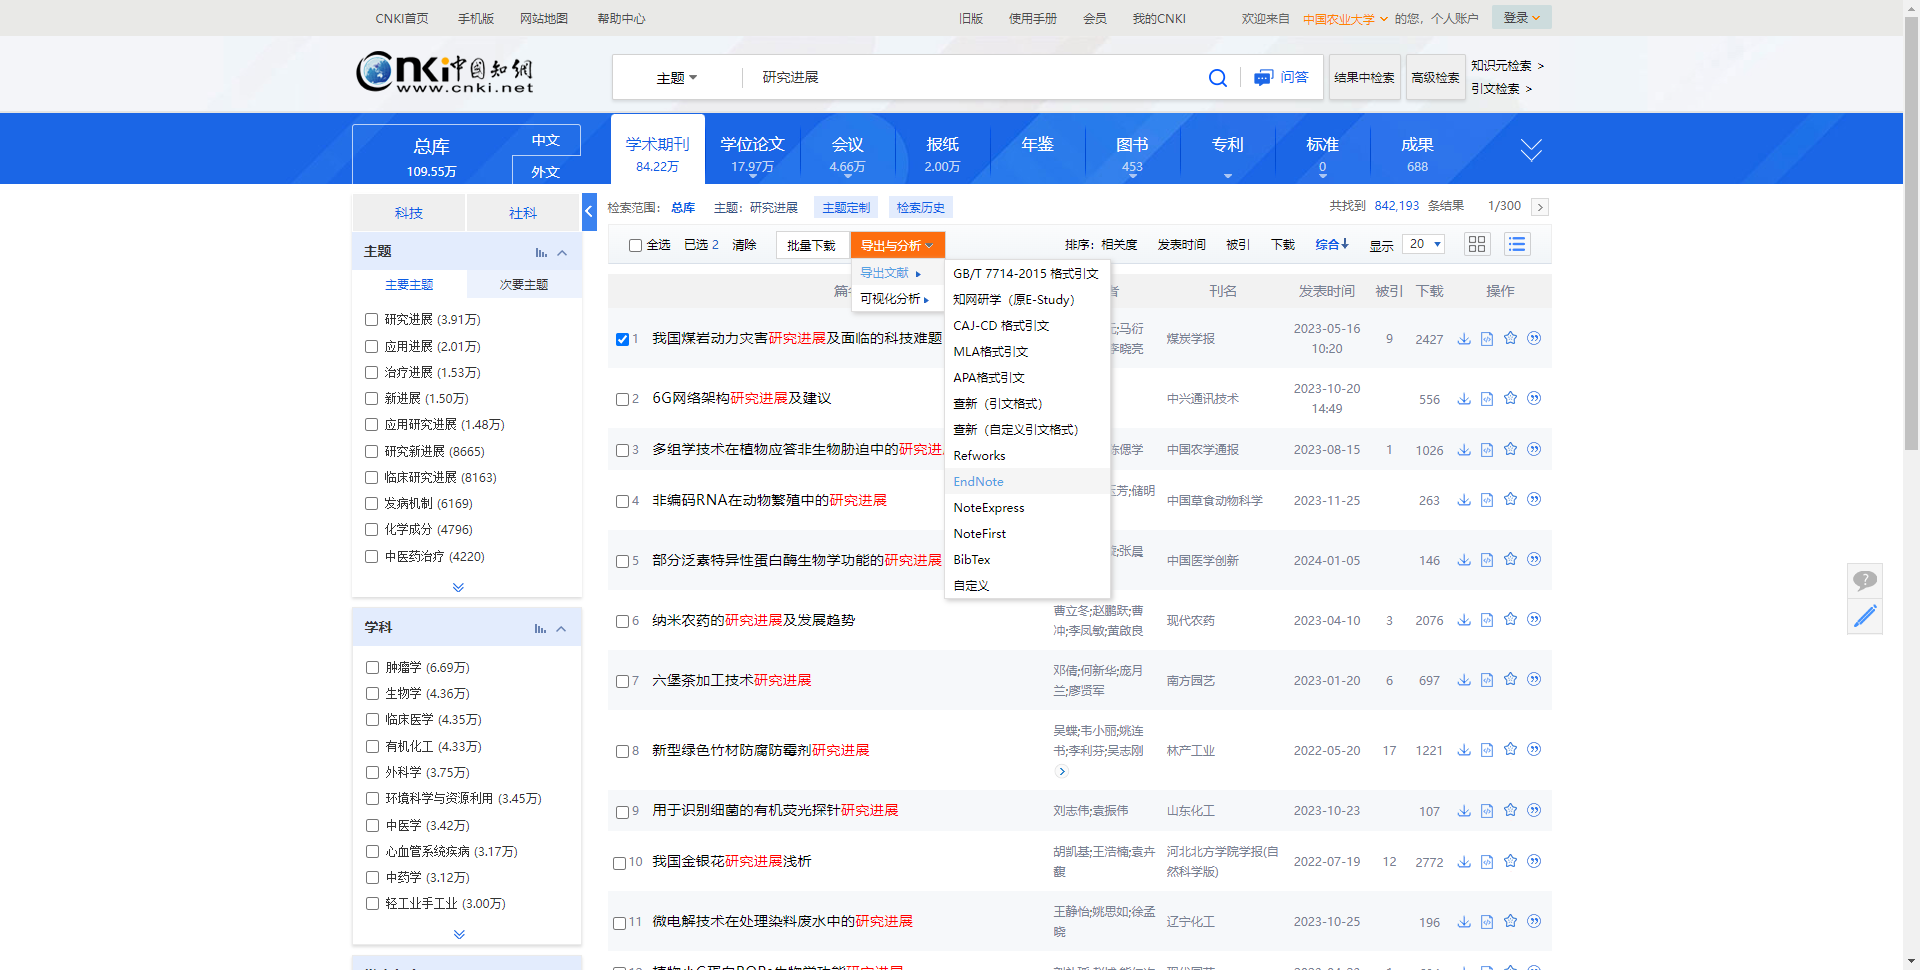 CNKI首页 手机版 网站地图 帮助中心 旧版 使用手册 会员 我的CNKI 欢迎来自 中国农业大学 的您，个人账户 登录
cnki 中国知网
www.cnki.net
主题 研究进展 问答 结果中检索 高级检索
知识元检索 >
引文检索 >
总库
109.55万
中文
外文
学术期刊
84.22万
学位论文
17.97万
会议
4.66万
报纸
2.00万
年鉴
图书
453
专利
标准
0
成果
688
科技 社科
检索范围： 总库 主题：研究进展 主题定制 检索历史 共找到 842,193 条结果 1/300 >
全选 已选 2 清除 批量下载 导出与分析 排序：相关度 发表时间 被引 下载 综合↓ 显示 20
导出文献
可视化分析
GB/T 7714-2015 格式引文
知网研学（原E-Study）
CAJ-CD 格式引文
MLA格式引文
APA格式引文
查新（引文格式）
查新（自定义引文格式）
Refworks
EndNote
NoteExpress
NoteFirst
BibTex
自定义
主题
主要主题 次要主题
研究进展 (3.91万)
应用进展 (2.01万)
治疗进展 (1.53万)
新进展 (1.50万)
应用研究进展 (1.48万)
研究新进展 (8665)
临床研究进展 (8163)
发病机制 (6169)
化学成分 (4796)
中医药治疗 (4220)
学科
肿瘤学 (6.69万)
生物学 (4.36万)
临床医学 (4.35万)
有机化工 (4.33万)
外科学 (3.75万)
环境科学与资源利用 (3.45万)
中医学 (3.42万)
心血管系统疾病 (3.17万)
中药学 (3.12万)
轻工业手工业 (3.00万)
刊名 发表时间 被引 下载 操作
1 我国煤岩动力灾害研究进展及面临的科技难题 马衍
李晓亮 煤炭学报 2023-05-16
10:20 9 2427
2 6G网络架构研究进展及建议 中兴通讯技术 2023-10-20
14:49 556
3 多组学技术在植物应答非生物胁迫中的研究进 陈偲学 中国农学通报 2023-08-15 1 1026
4 非编码RNA在动物繁殖中的研究进展 芳;储明 中国草食动物科学 2023-11-25 263
5 部分泛素特异性蛋白酶生物学功能的研究进展 ;张晨 中国医学创新 2024-01-05 146
6 纳米农药的研究进展及发展趋势 曹立冬;赵鹏跃;曹
冲;李凤敏;黄啟良 现代农药 2023-04-10 3 2076
7 六堡茶加工技术研究进展 邓倩;何新华;庞月
兰;廖贤军 南方园艺 2023-01-20 6 697
8 新型绿色竹材防腐防霉剂研究进展 吴蝶;韦小丽;姚连
书;李利芬;吴志刚 林产工业 2022-05-20 17 1221
9 用于识别细菌的有机荧光探针研究进展 刘志伟;袁振伟 山东化工 2023-10-23 107
10 我国金银花研究进展浅析 胡凯基;王浩楠;袁卉
馥 河北北方学院学报(自
然科学版) 2022-07-19 12 2772
11 微电解技术在处理染料废水中的研究进展 王静怡;姚思如;徐孟
晓 辽宁化工 2023-10-25 196